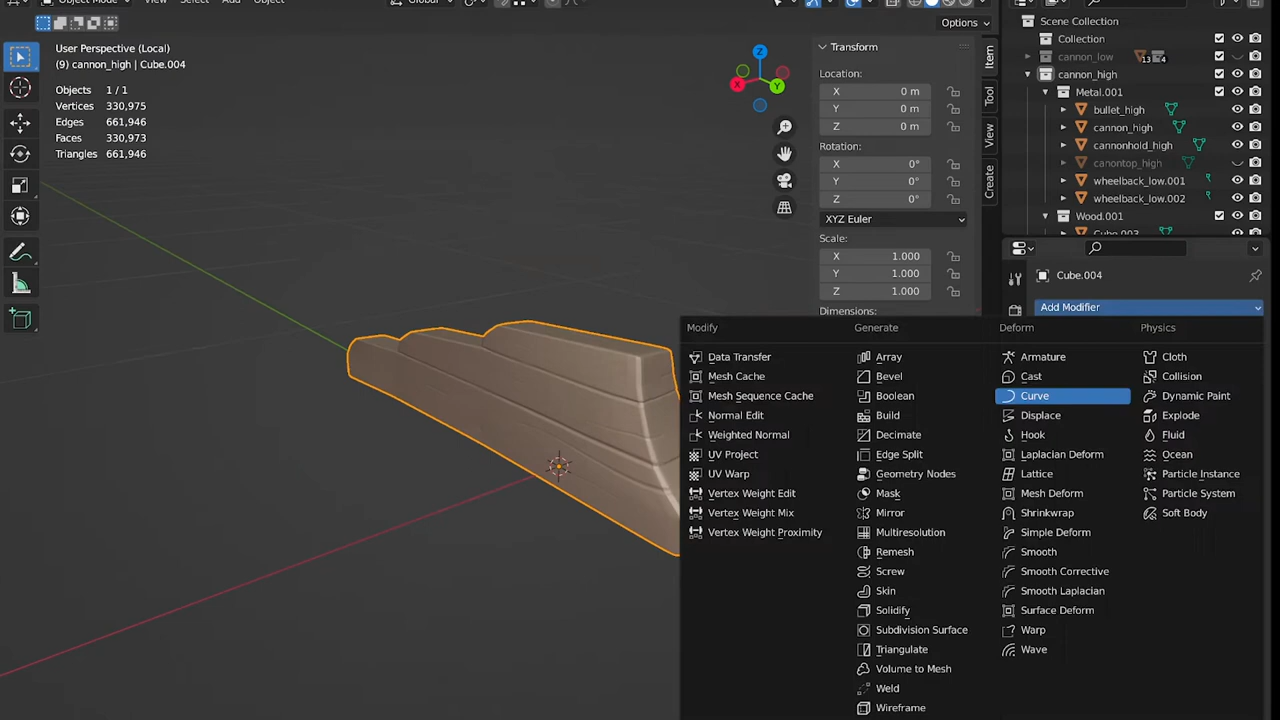 Object Mode View Select Add Object Global
Options
User Perspective (Local)
(9) cannon_high | Cube.004
Objects 1 / 1
Vertices 330,975
Edges 661,946
Faces 330,973
Triangles 661,946
Z
X
Y
Transform
Location:
X 0 m
Y 0 m
Z 0 m
Rotation:
X 0°
Y 0°
Z 0°
XYZ Euler
Scale:
X 1.000
Y 1.000
Z 1.000
Dimensions:
Item
Tool
View
Create
Scene Collection
Collection
cannon_low 13 4
cannon_high
Metal.001
bullet_high
cannon_high
cannonhold_high
canontop_high
wheelback_low.001
wheelback_low.002
Wood.001
Cube.003
Cube.004
Add Modifier
Modify
Data Transfer
Mesh Cache
Mesh Sequence Cache
Normal Edit
Weighted Normal
UV Project
UV Warp
Vertex Weight Edit
Vertex Weight Mix
Vertex Weight Proximity
Generate
Array
Bevel
Boolean
Build
Decimate
Edge Split
Geometry Nodes
Mask
Mirror
Multiresolution
Remesh
Screw
Skin
Solidify
Subdivision Surface
Triangulate
Volume to Mesh
Weld
Wireframe
Deform
Armature
Cast
Curve
Displace
Hook
Laplacian Deform
Lattice
Mesh Deform
Shrinkwrap
Simple Deform
Smooth
Smooth Corrective
Smooth Laplacian
Surface Deform
Warp
Wave
Physics
Cloth
Collision
Dynamic Paint
Explode
Fluid
Ocean
Particle Instance
Particle System
Soft Body